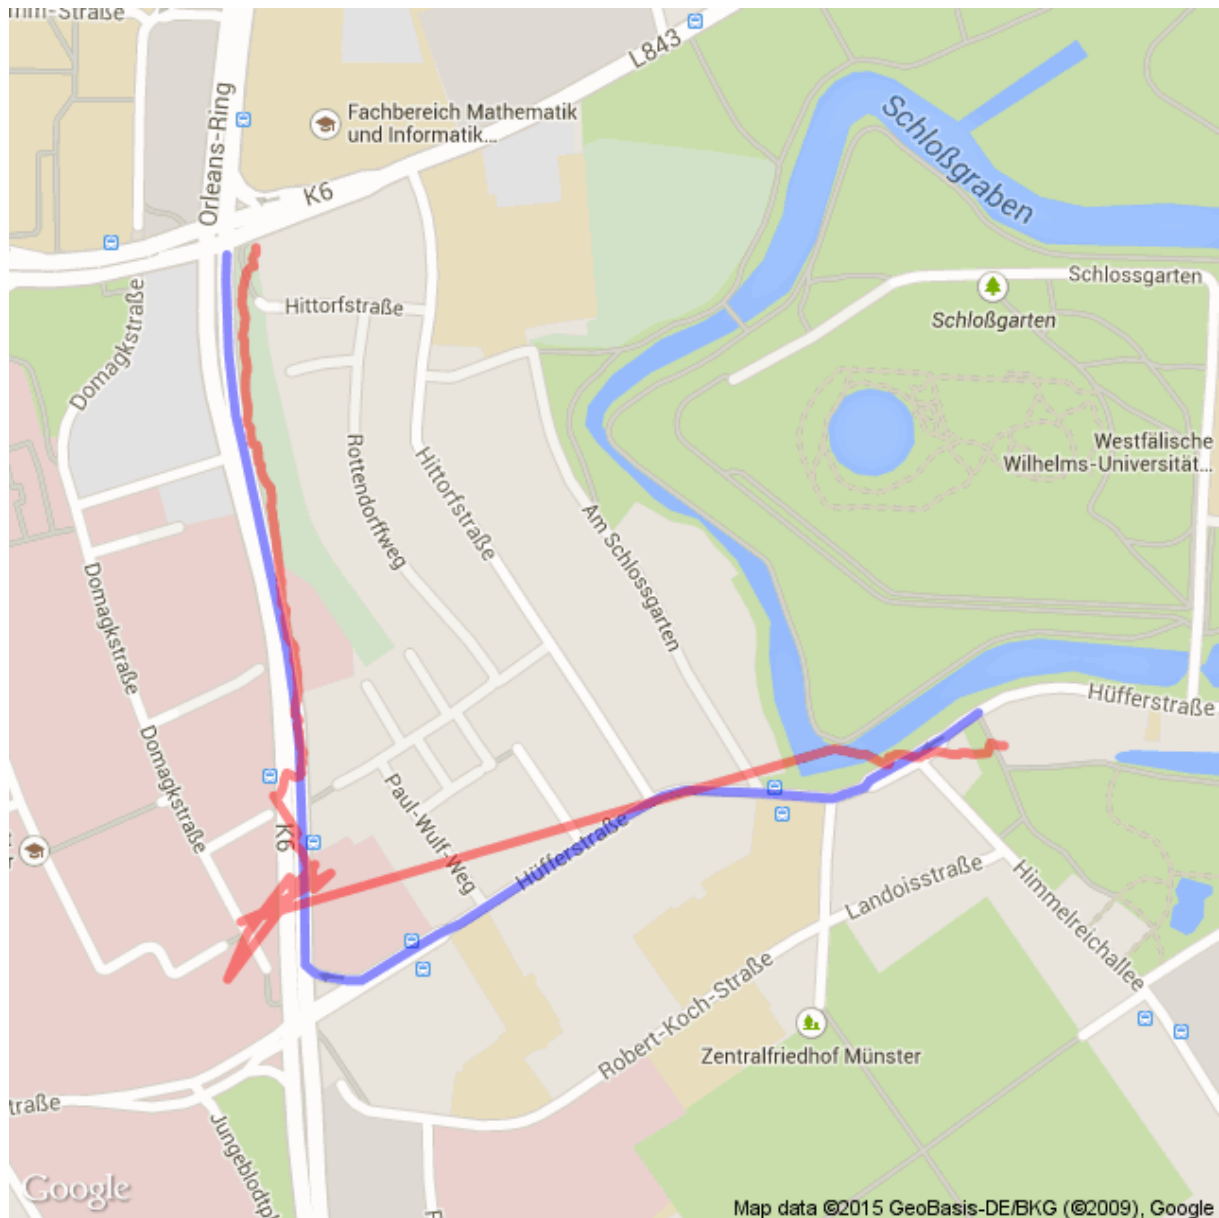 mm-Straße
L843
Orleans-Ring
Fachbereich Mathematik
und Informatik...
K6
Schloßgraben
Schlossgarten
Schloßgarten
Hittorfstraße
Domagkstraße
Westfälische
Wilhelms-Universität...
Rottendorffweg
Hittorfstraße
Am Schlossgarten
Domagkstraße
Hüfferstraße
Domagkstraße
K6
Paul-Wulf-Weg
Hüfferstraße
Landoisstraße
Himmelreichallee
Robert-Koch-Straße
Zentralfriedhof Münster
traße
Jungeblodtpl
Google
Map data ©2015 GeoBasis-DE/BKG (©2009), Google